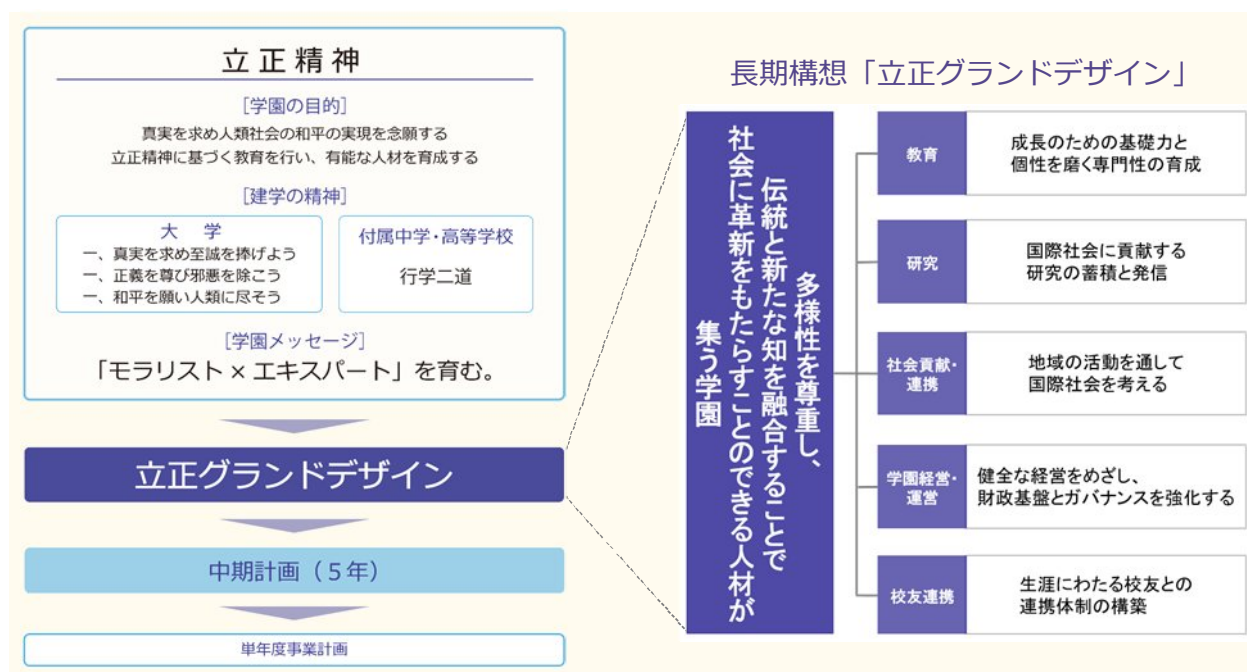 立正精神
[学園の目的]
真実を求め人類社会の和平の実現を念願する
立正精神に基づく教育を行い、有能な人材を育成する
[建学の精神]
大 学
一、真実を求め至誠を捧げよう
一、正義を尊び邪悪を除こう
一、和平を願い人類に尽そう
付属中学・高等学校
行学二道
[学園メッセージ]
「モラリスト × エキスパート」を育む。
立正グランドデザイン
中期計画（５年）
単年度事業計画
長期構想「立正グランドデザイン」
多様性を尊重し、
伝統と新たな知を融合することで
社会に革新をもたらすことのできる人材が
集う学園
教育
成長のための基礎力と
個性を磨く専門性の育成
研究
国際社会に貢献する
研究の蓄積と発信
社会貢献・
連携
地域の活動を通して
国際社会を考える
学園経営・
運営
健全な経営をめざし、
財政基盤とガバナンスを強化する
校友連携
生涯にわたる校友との
連携体制の構築